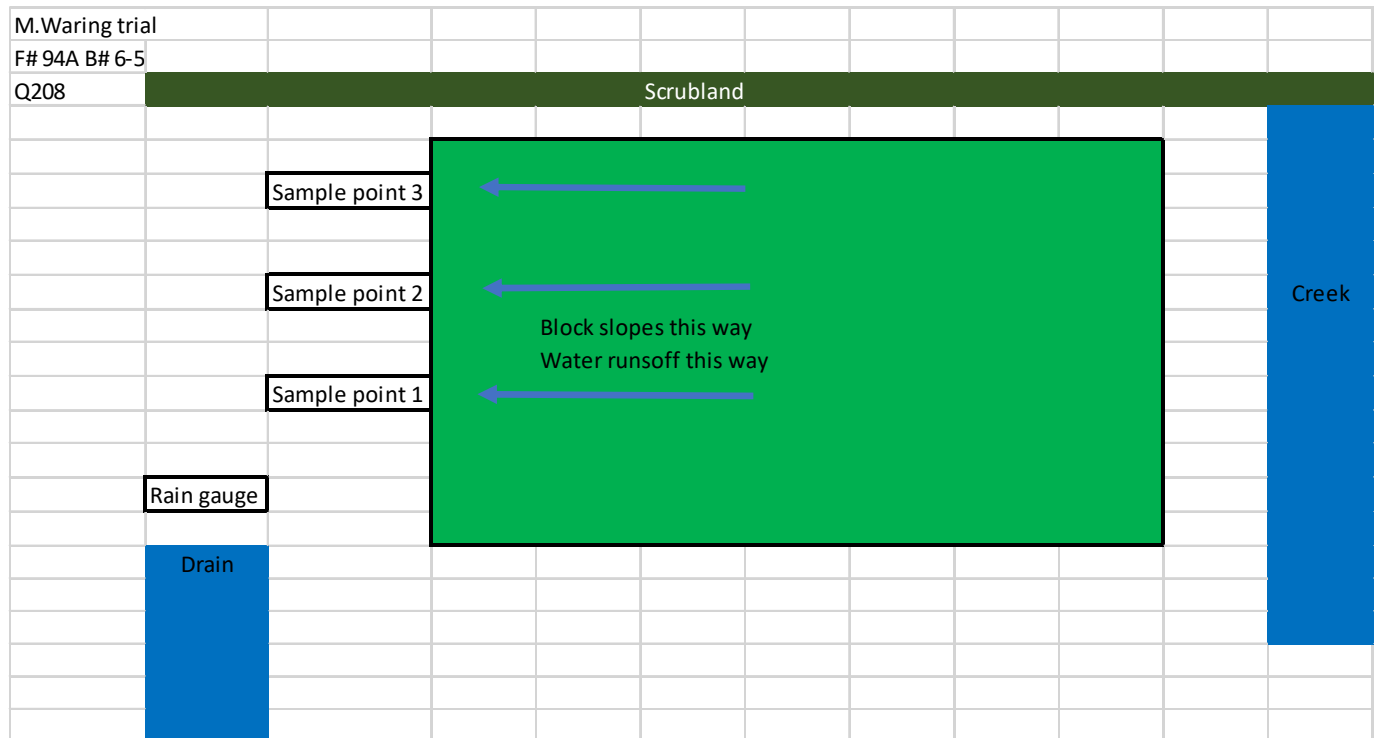 M.Waring trial
F# 94A B# 6-5
Q208
Scrubland
Sample point 3
Sample point 2
Creek
Block slopes this way
Water runsoff this way
Sample point 1
Rain gauge
Drain